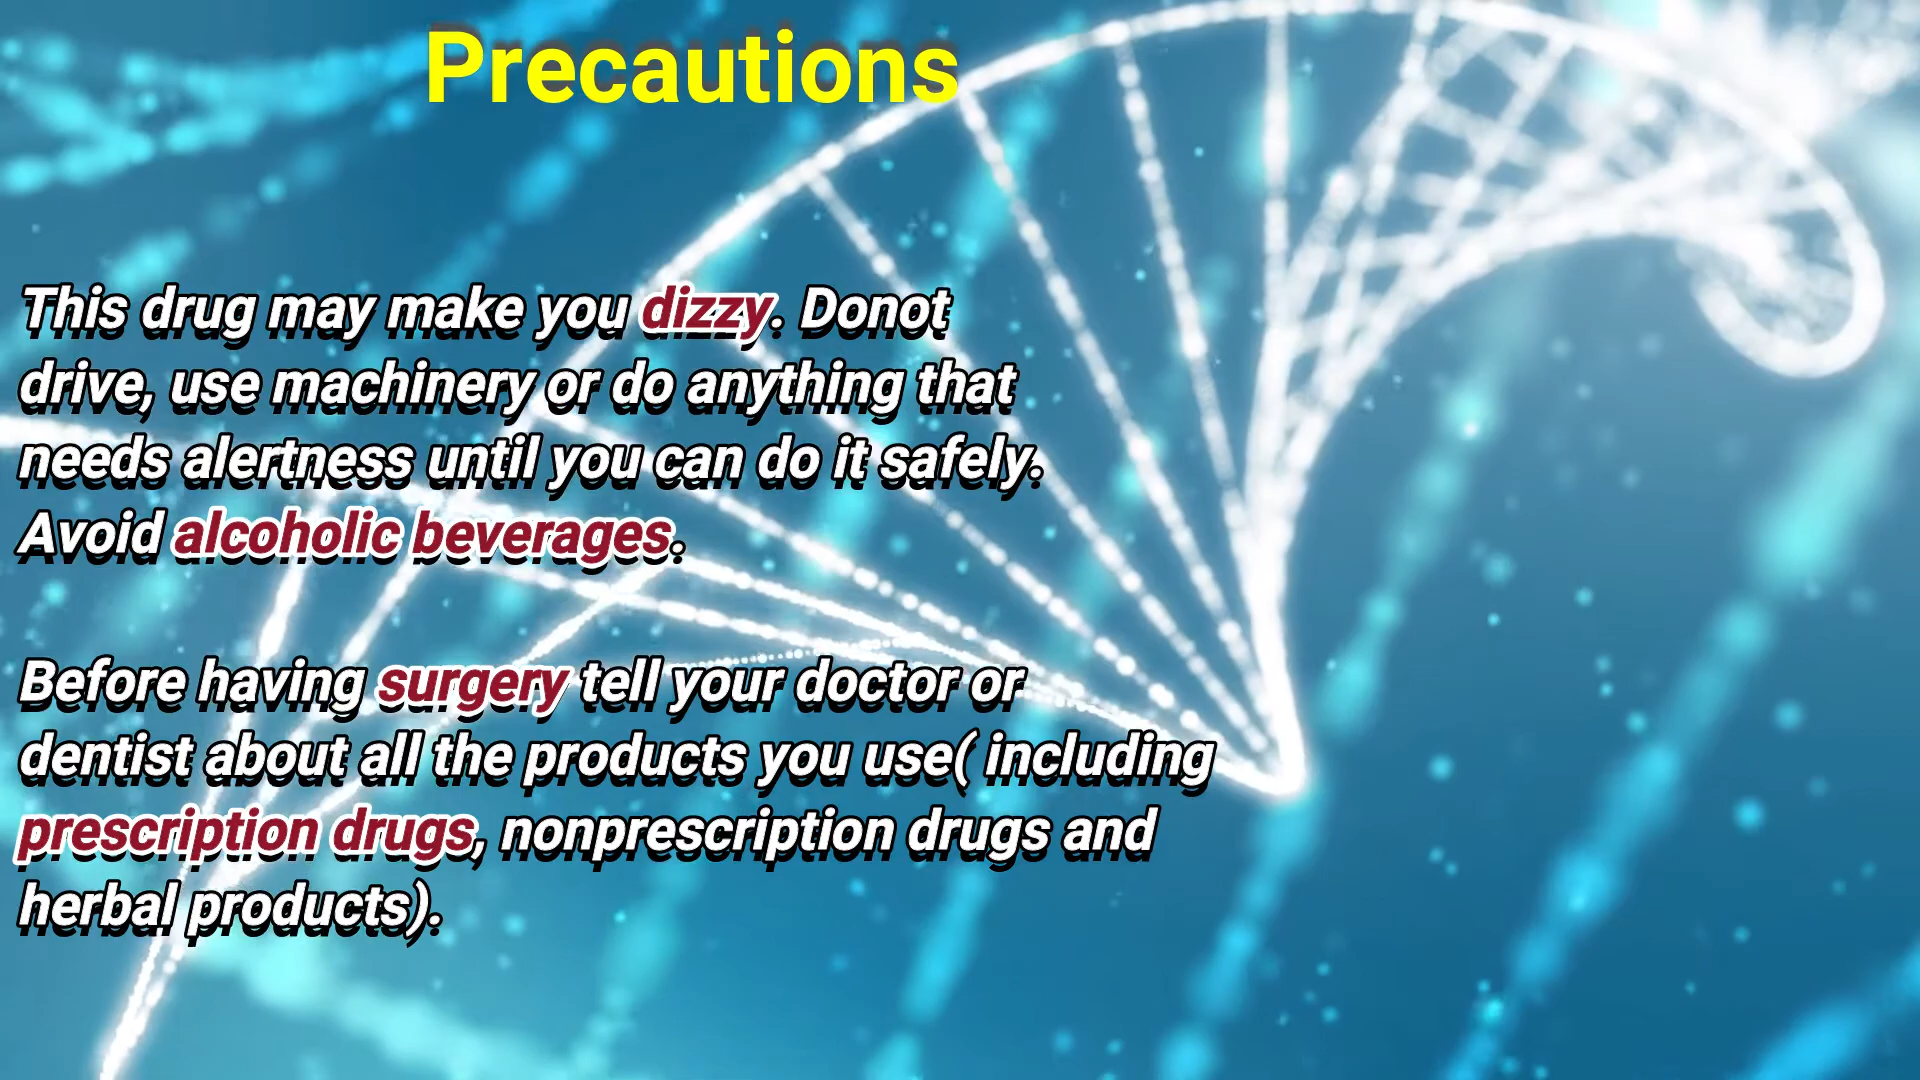 Precautions
This drug may make you dizzy. Donot
drive, use machinery or do anything that
needs alertness until you can do it safely.
Avoid alcoholic beverages.
Before having surgery tell your doctor or
dentist about all the products you use( including
prescription drugs, nonprescription drugs and
herbal products).